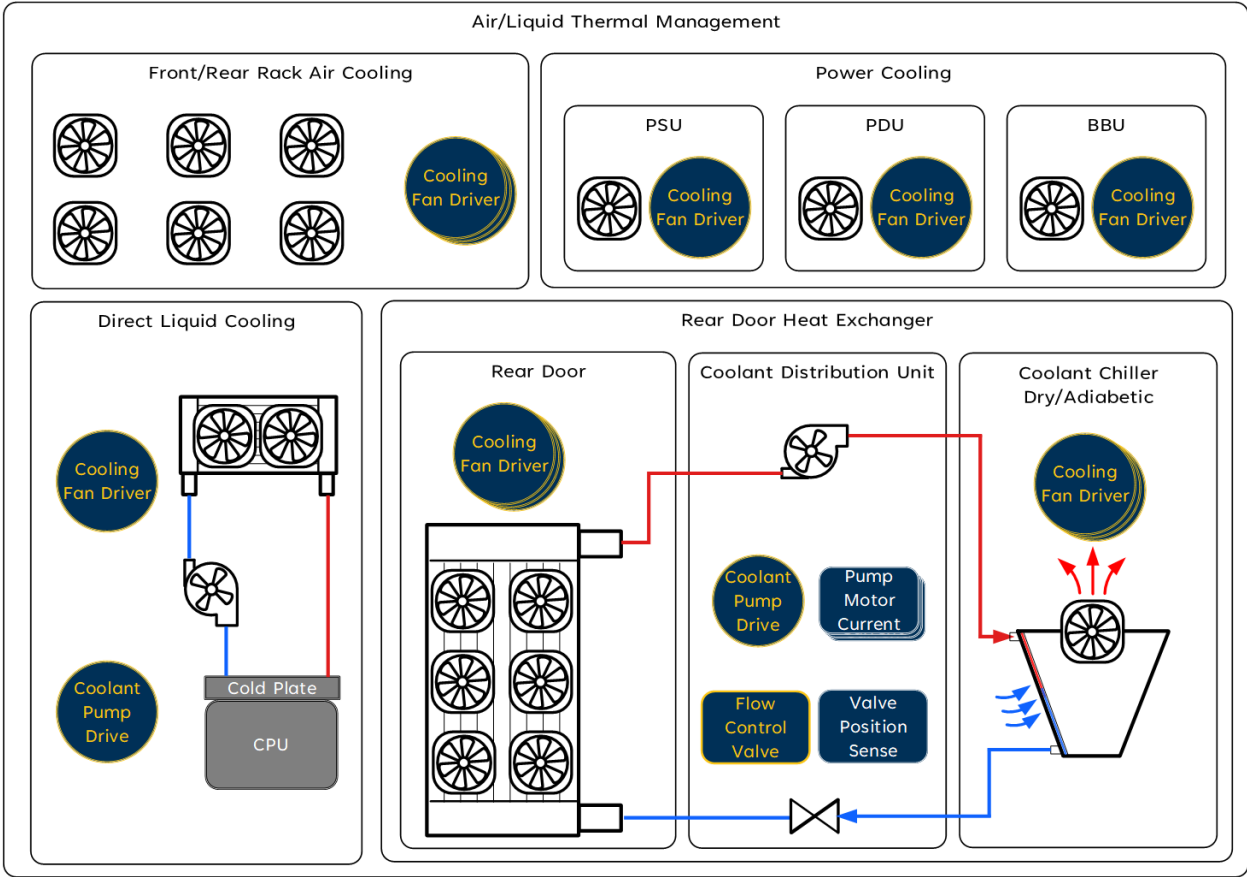 Air/Liquid Thermal Management
Front/Rear Rack Air Cooling
Cooling
Fan Driver
Power Cooling
PSU
Cooling
Fan Driver
PDU
Cooling
Fan Driver
BBU
Cooling
Fan Driver
Direct Liquid Cooling
Cooling
Fan Driver
Coolant
Pump
Drive
Cold Plate
CPU
Rear Door Heat Exchanger
Rear Door
Cooling
Fan Driver
Coolant Distribution Unit
Coolant
Pump
Drive
Pump
Motor
Current
Flow
Control
Valve
Valve
Position
Sense
Coolant Chiller
Dry/Adiabetic
Cooling
Fan Driver